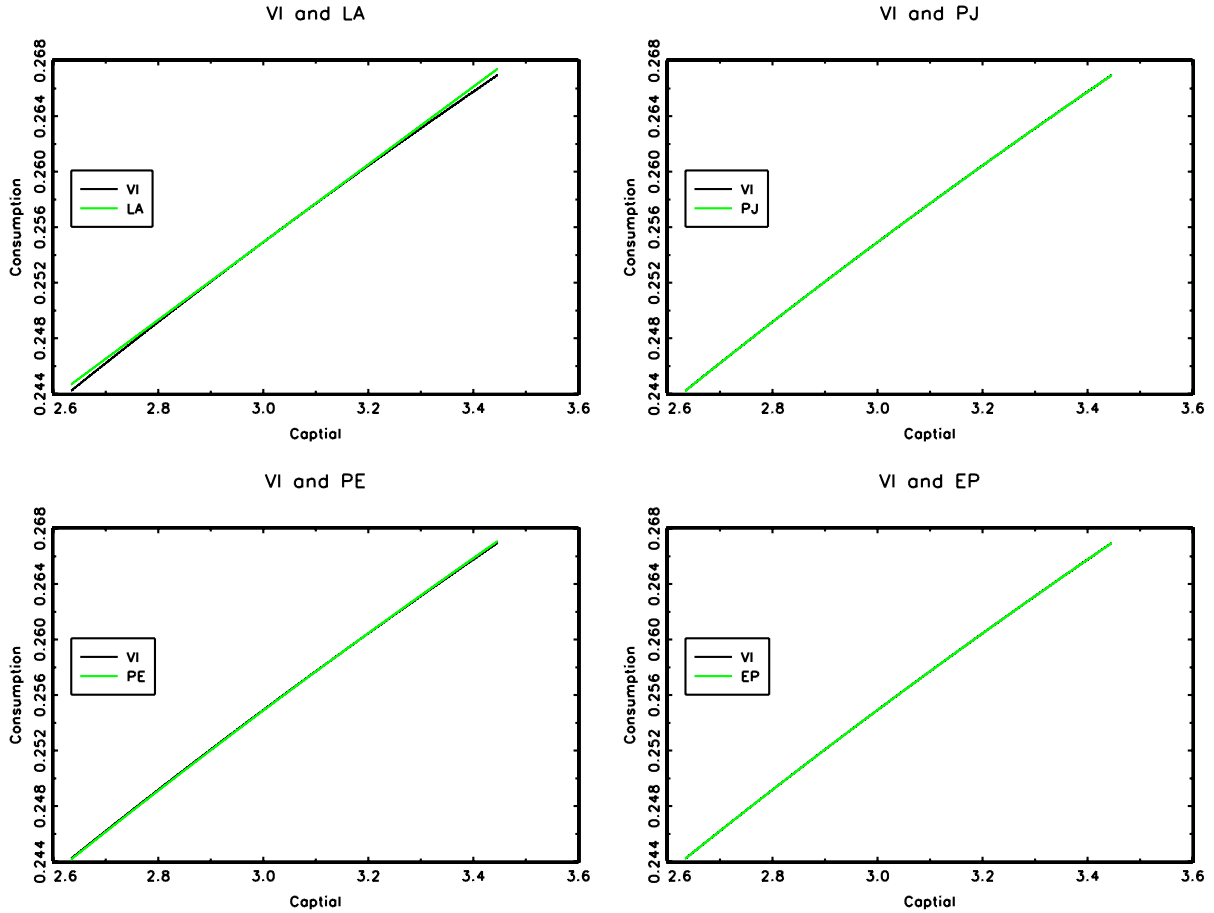 VI and LA
Consumption
0.244 0.248 0.252 0.256 0.260 0.264 0.268
VI
LA
2.6 2.8 3.0 3.2 3.4 3.6
Captial
VI and PJ
Consumption
0.244 0.248 0.252 0.256 0.260 0.264 0.268
VI
PJ
2.6 2.8 3.0 3.2 3.4 3.6
Captial
VI and PE
Consumption
0.244 0.248 0.252 0.256 0.260 0.264 0.268
VI
PE
2.6 2.8 3.0 3.2 3.4 3.6
Captial
VI and EP
Consumption
0.244 0.248 0.252 0.256 0.260 0.264 0.268
VI
EP
2.6 2.8 3.0 3.2 3.4 3.6
Captial